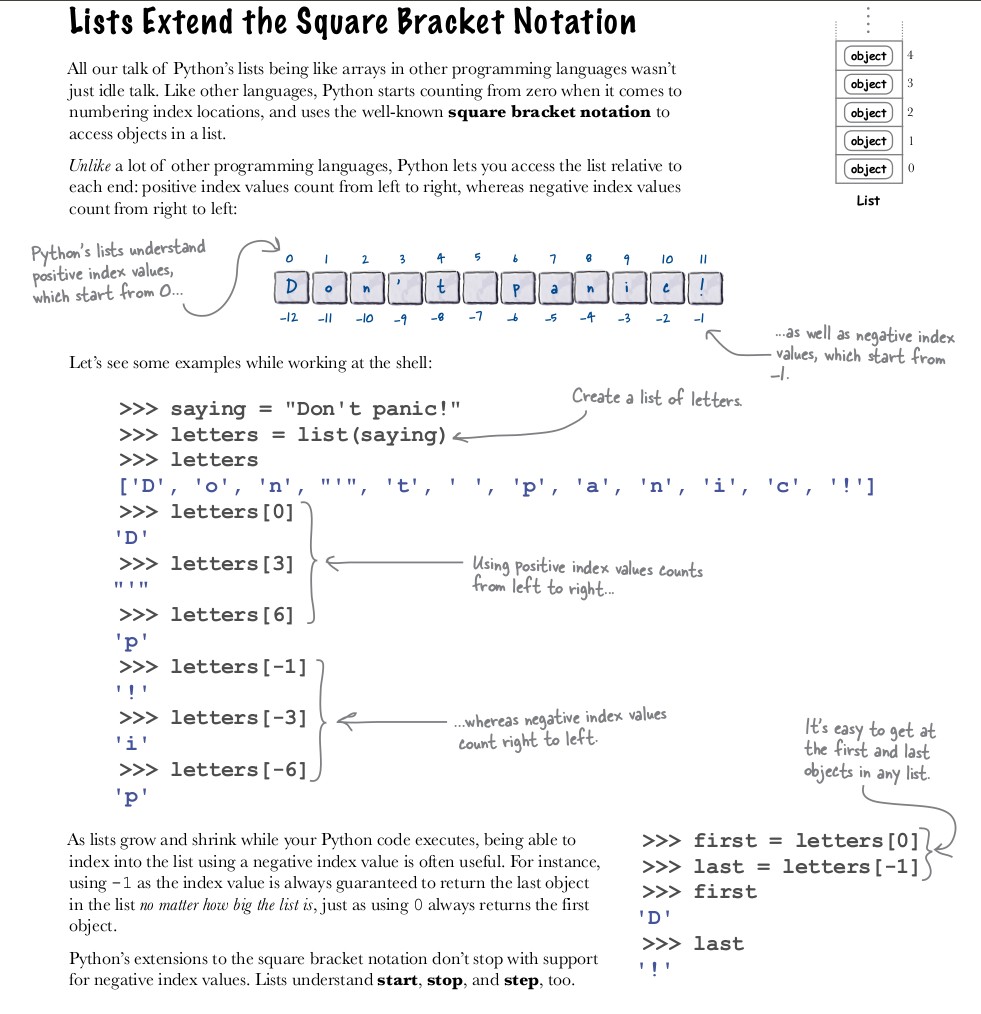 Lists Extend the Square Bracket Notation
All our talk of Python's lists being like arrays in other programming languages wasn't
just idle talk. Like other languages, Python starts counting from zero when it comes to
numbering index locations, and uses the well-known square bracket notation to
access objects in a list.
Unlike a lot of other programming languages, Python lets you access the list relative to
each end: positive index values count from left to right, whereas negative index values
count from right to left:
object 4
object 3
object 2
object 1
object 0
List
Python's lists understand
positive index values,
which start from 0...
0 1 2 3 4 5 6 7 8 9 10 11
D o n ' t p a n i c !
-12 -11 -10 -9 -8 -7 -6 -5 -4 -3 -2 -1
...as well as negative index
values, which start from
-1.
Let's see some examples while working at the shell:
Create a list of letters.
>>> saying = "Don't panic!"
>>> letters = list(saying)
>>> letters
['D', 'o', 'n', "'", 't', ' ', 'p', 'a', 'n', 'i', 'c', '!']
>>> letters[0]
'D'
>>> letters[3]
"'"
>>> letters[6]
'p'
Using positive index values counts
from left to right...
>>> letters[-1]
'!'
>>> letters[-3]
'i'
>>> letters[-6]
'p'
...whereas negative index values
count right to left.
It's easy to get at
the first and last
objects in any list.
As lists grow and shrink while your Python code executes, being able to
index into the list using a negative index value is often useful. For instance,
using -1 as the index value is always guaranteed to return the last object
in the list no matter how big the list is, just as using 0 always returns the first
object.
Python's extensions to the square bracket notation don't stop with support
for negative index values. Lists understand start, stop, and step, too.
>>> first = letters[0]
>>> last = letters[-1]
>>> first
'D'
>>> last
'!'